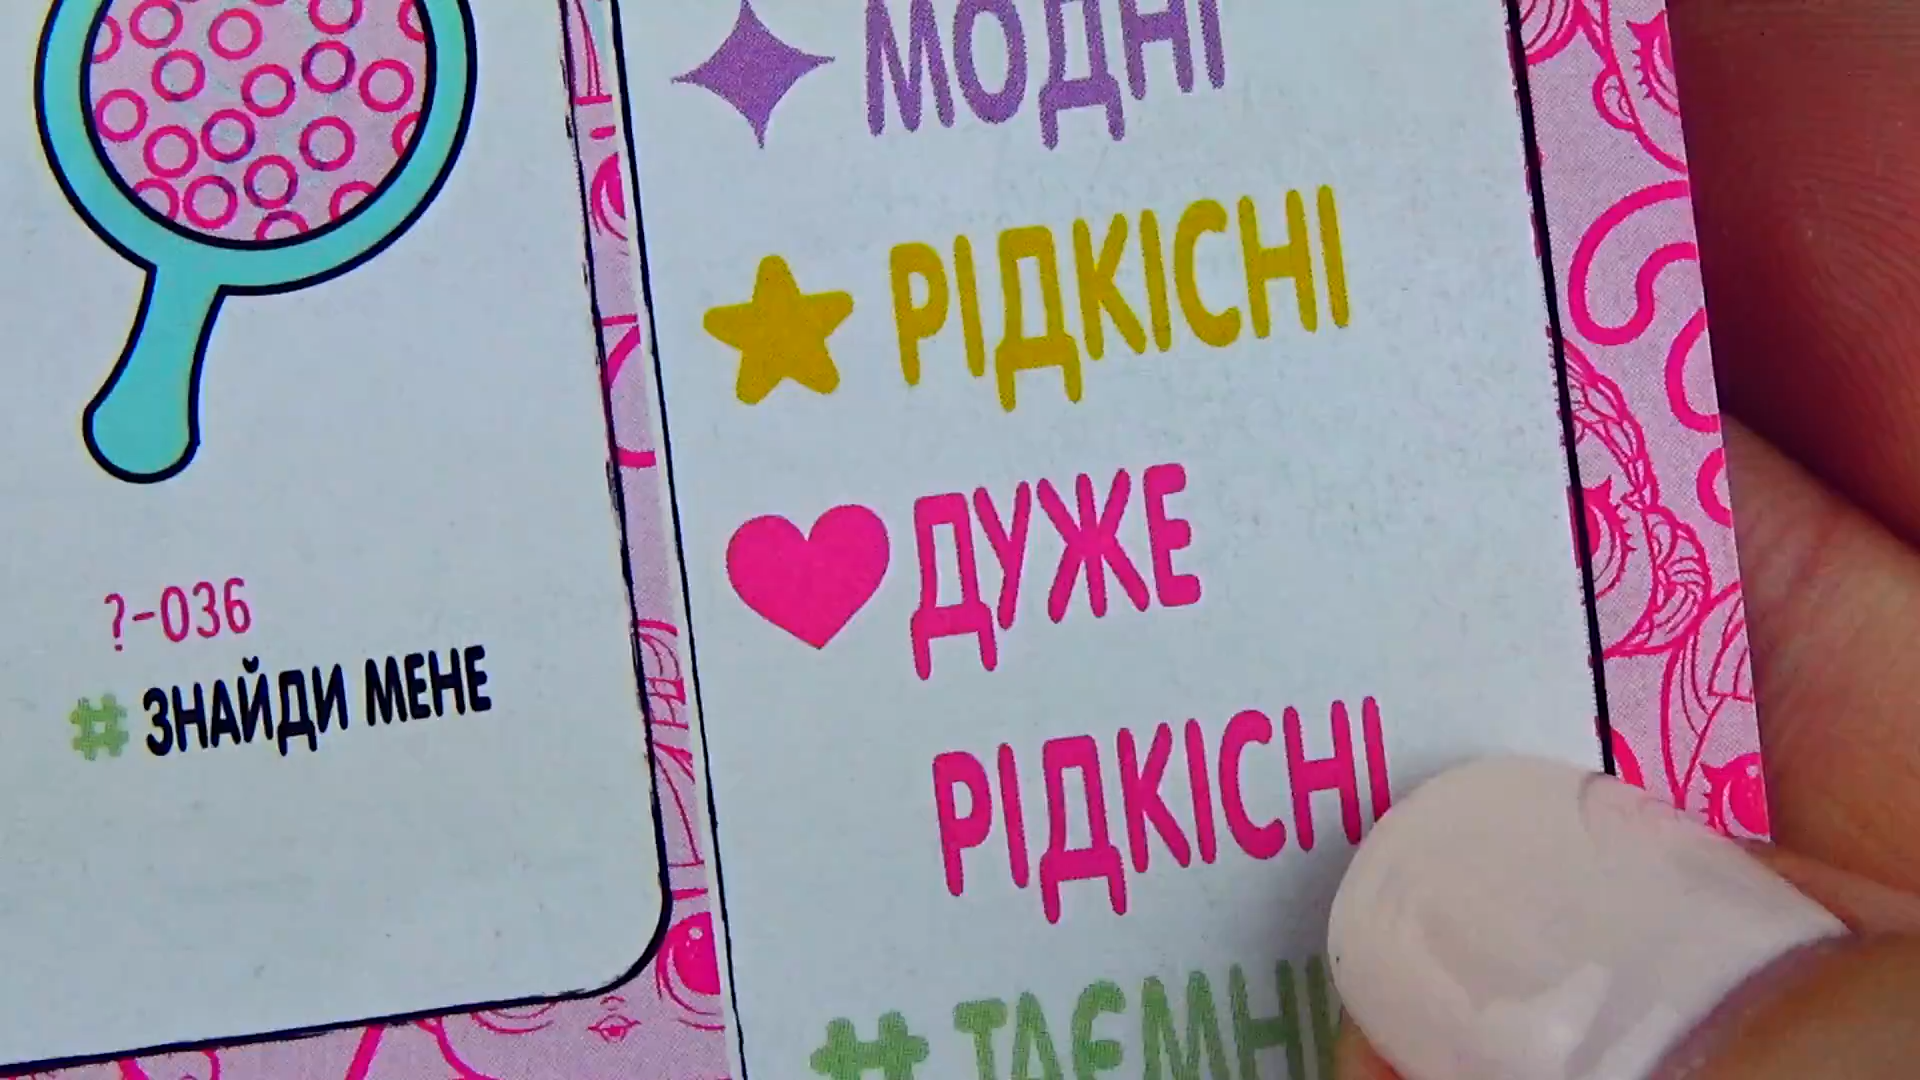 ?-036
# ЗНАЙДИ МЕНЕ
МОДНІ
РІДКІСНІ
ДУЖЕ
РІДКІСНІ